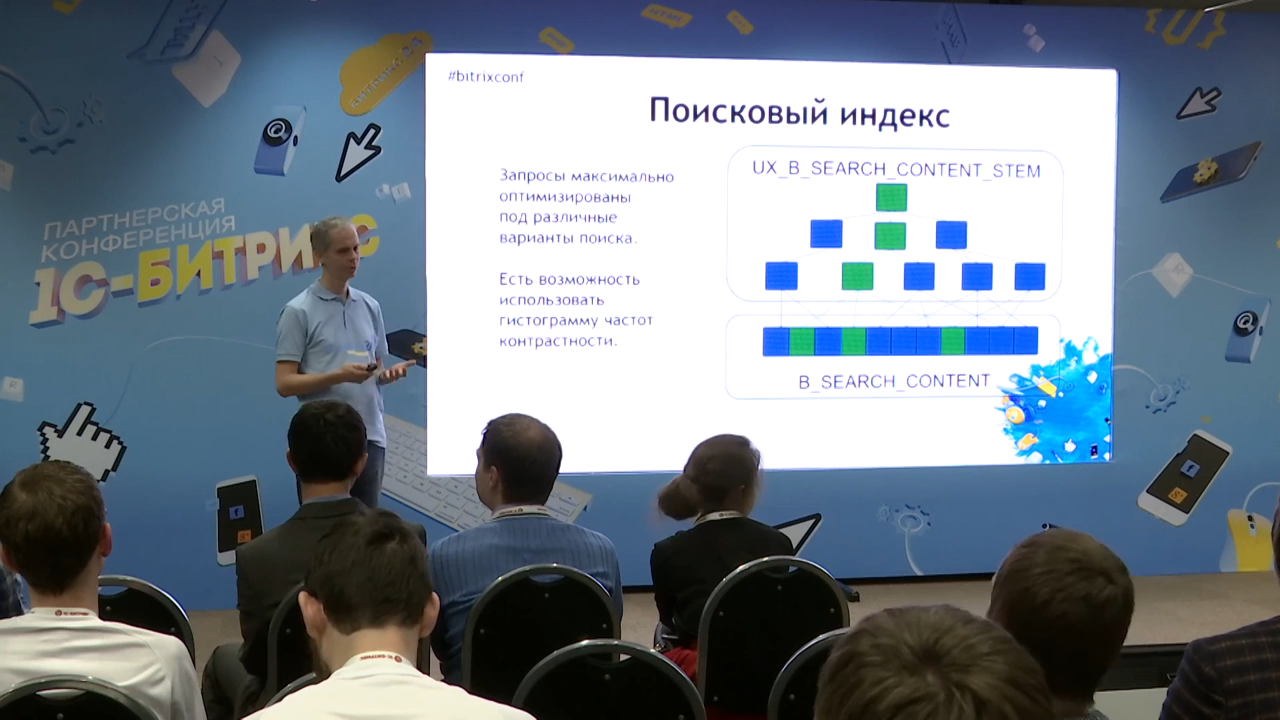 #bitrixconf
Поисковый индекс
Запросы максимально
оптимизированы
под различные
варианты поиска.
Есть возможность
использовать
гистограмму частот
контрастности.
UX_B_SEARCH_CONTENT_STEM
B_SEARCH_CONTENT
ПАРТНЕРСКАЯ
КОНФЕРЕНЦИЯ
1С-БИТРИКС